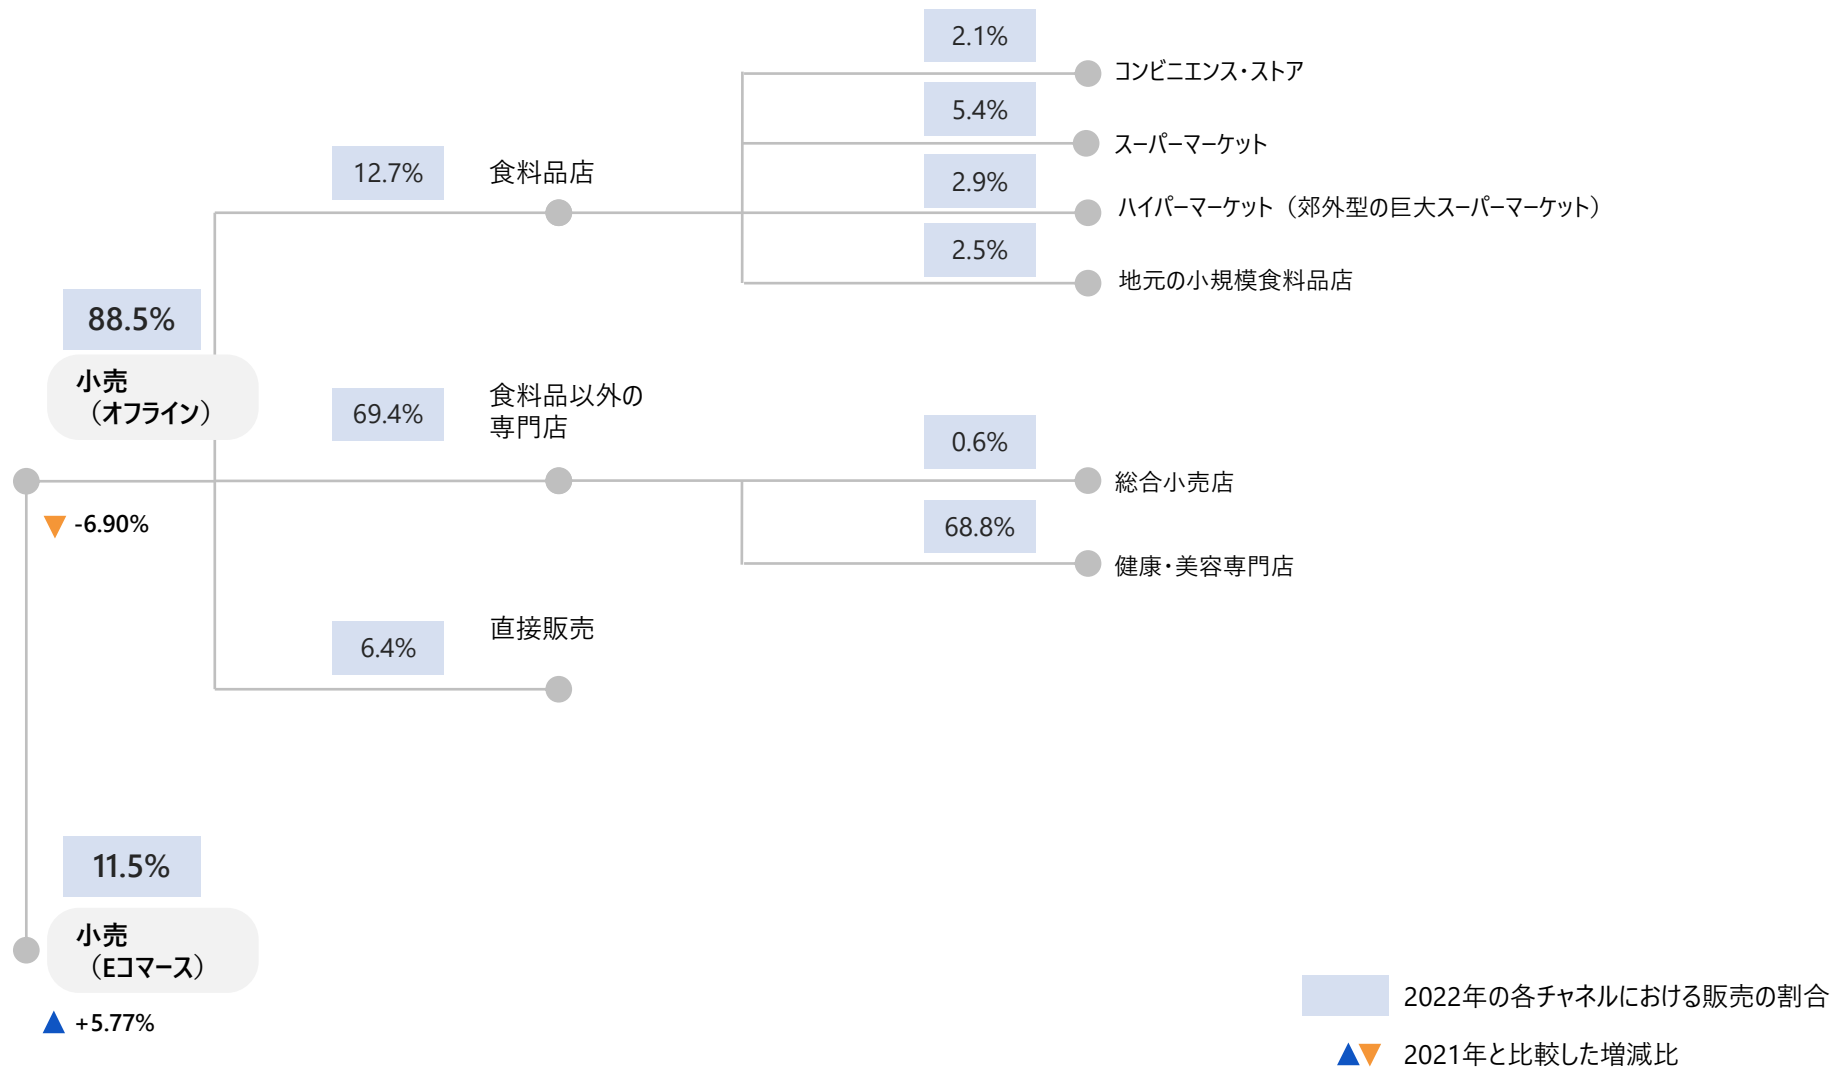 2.1%
コンビニエンス・ストア
5.4%
スーパーマーケット
12.7%
食料品店
2.9%
ハイパーマーケット（郊外型の巨大スーパーマーケット）
2.5%
地元の小規模食料品店
88.5%
小売
（オフライン）
69.4%
食料品以外の
専門店
0.6%
総合小売店
-6.90%
68.8%
健康・美容専門店
6.4%
直接販売
11.5%
小売
（Eコマース）
+5.77%
2022年の各チャネルにおける販売の割合
2021年と比較した増減比